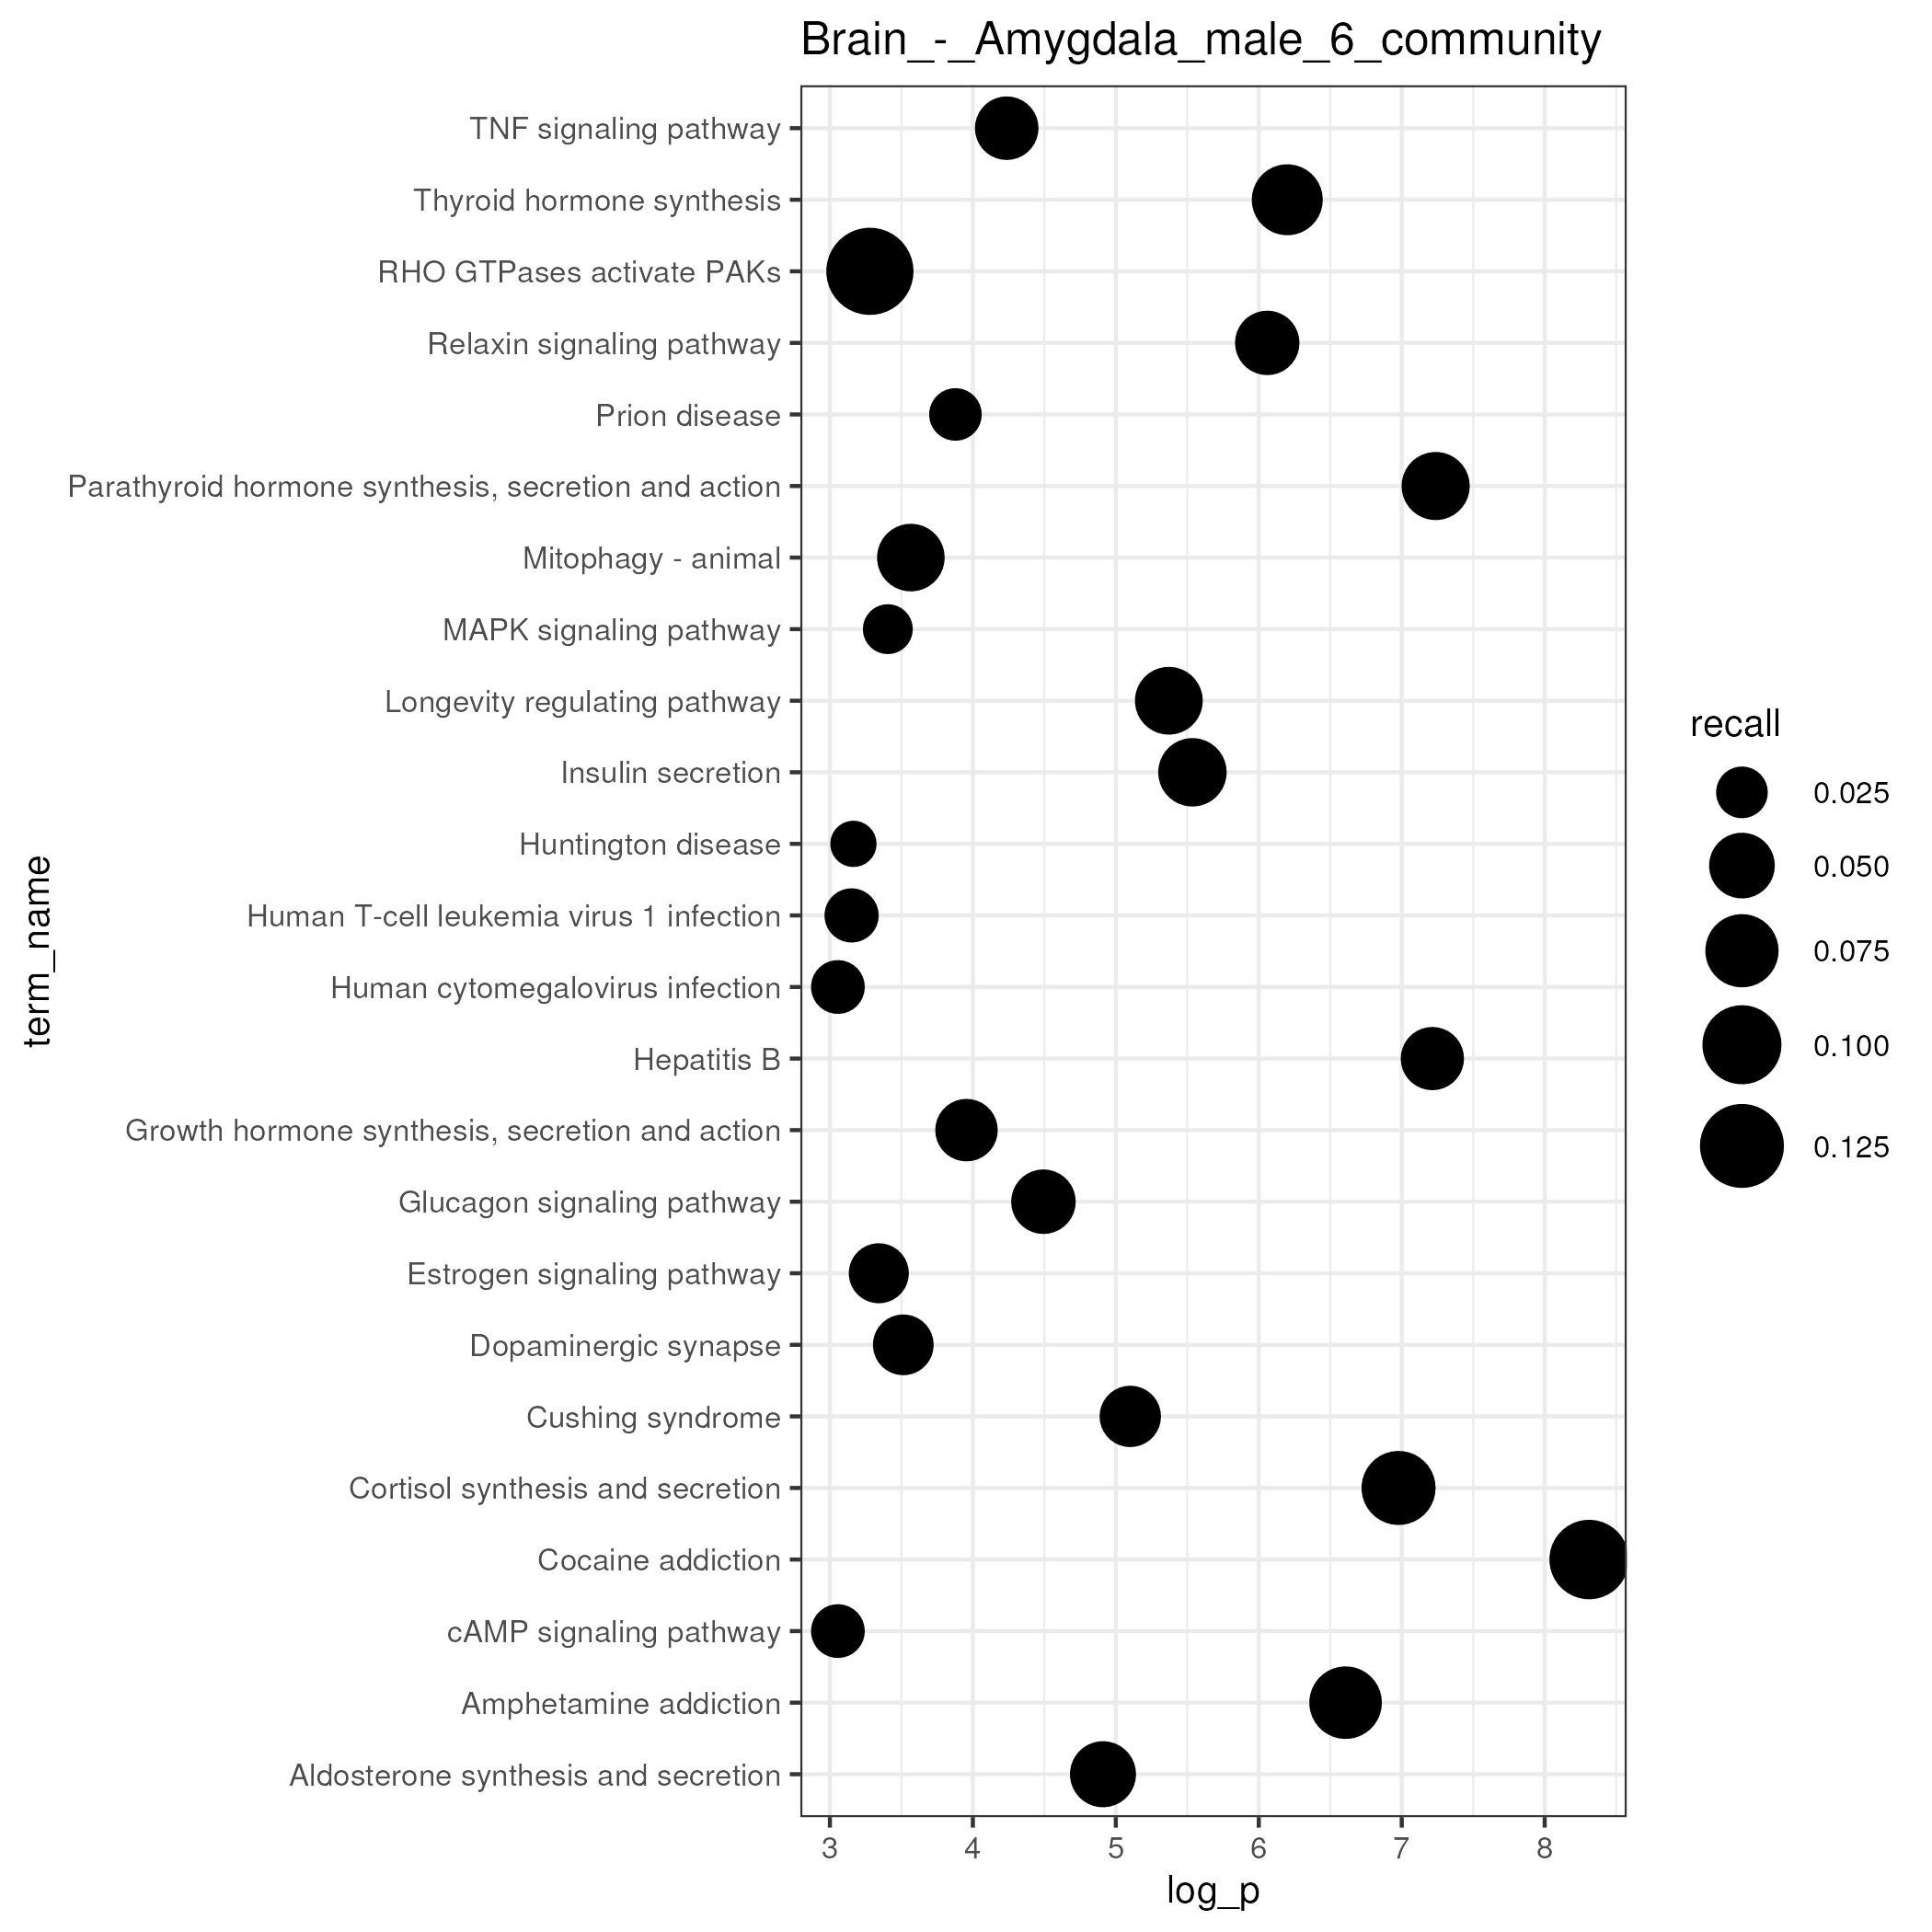 Brain_-_Amygdala_male_6_community
TNF signaling pathway
Thyroid hormone synthesis
RHO GTPases activate PAKs
Relaxin signaling pathway
Prion disease
Parathyroid hormone synthesis, secretion and action
Mitophagy - animal
MAPK signaling pathway
Longevity regulating pathway
Insulin secretion
Huntington disease
Human T-cell leukemia virus 1 infection
Human cytomegalovirus infection
Hepatitis B
Growth hormone synthesis, secretion and action
Glucagon signaling pathway
Estrogen signaling pathway
Dopaminergic synapse
Cushing syndrome
Cortisol synthesis and secretion
Cocaine addiction
cAMP signaling pathway
Amphetamine addiction
Aldosterone synthesis and secretion
term_name
3 4 5 6 7 8
log_p
recall
0.025
0.050
0.075
0.100
0.125